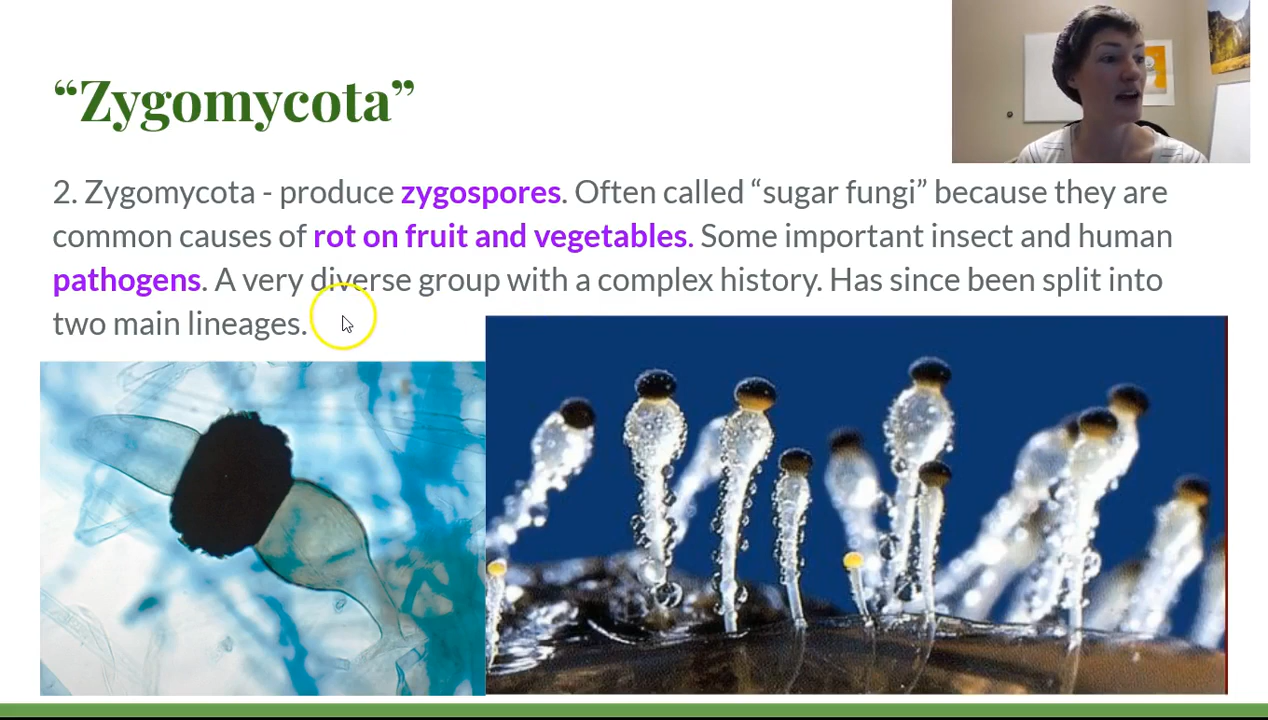 “Zygomycota”
2. Zygomycota - produce zygospores. Often called “sugar fungi” because they are
common causes of rot on fruit and vegetables. Some important insect and human
pathogens. A very diverse group with a complex history. Has since been split into
two main lineages.